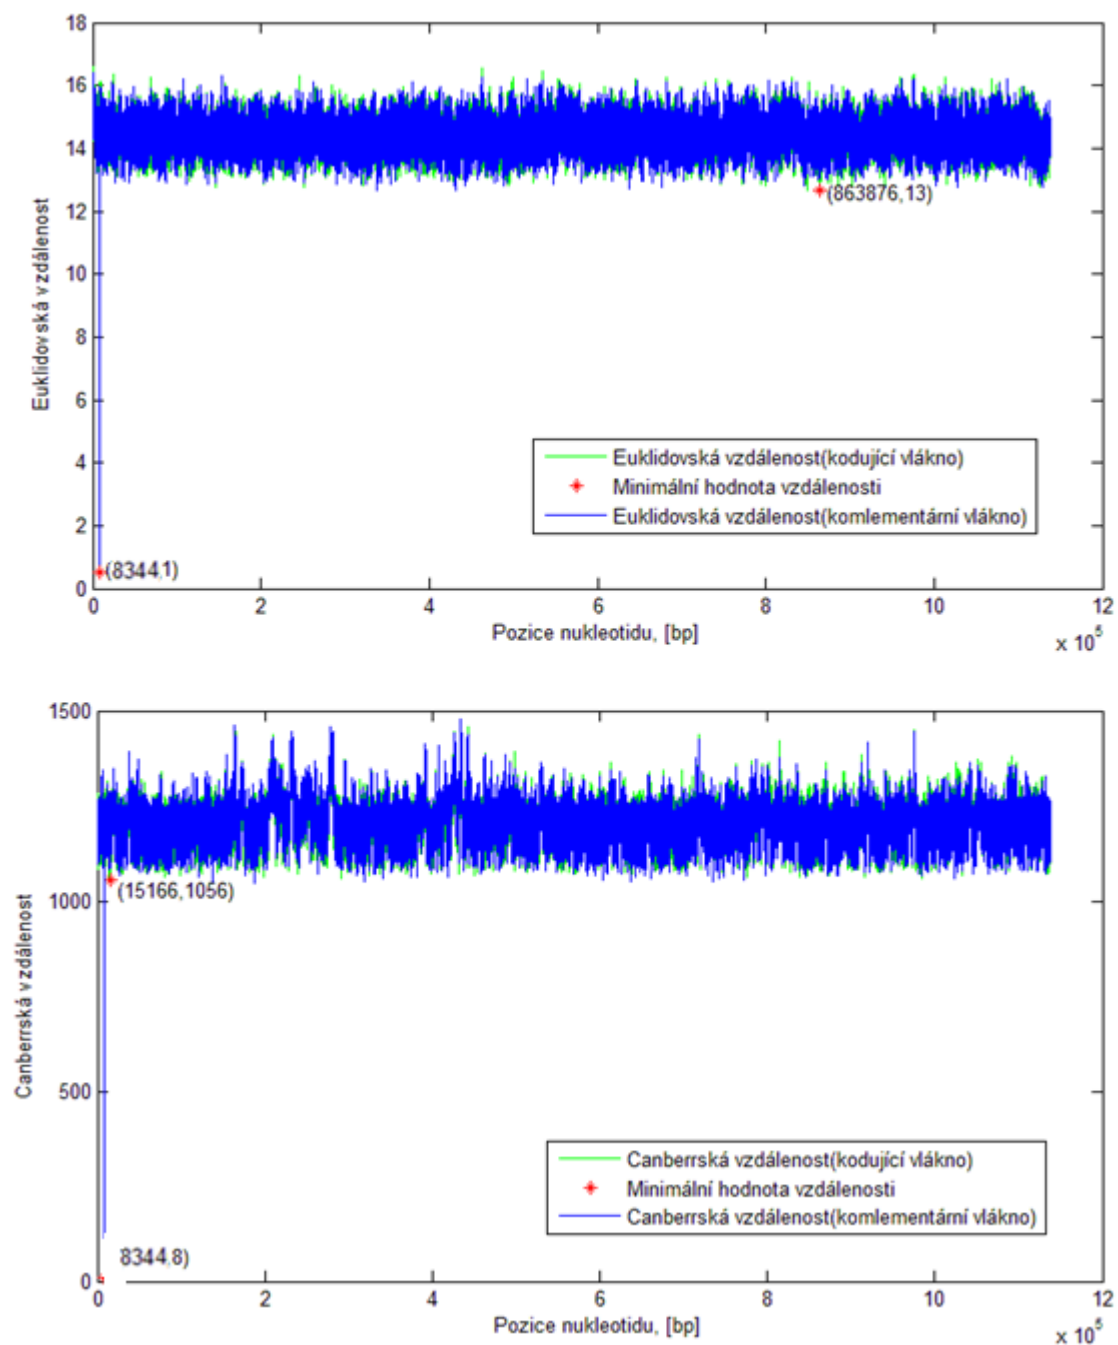 18
16
14
12
10
8
6
4
2
0
Euklidovská vzdálenost
(863876,13)
(8344,1)
Euklidovská vzdálenost(kodující vlákno)
Minimální hodnota vzdálenosti
Euklidovská vzdálenost(komlementární vlákno)
0 2 4 6 8 10 12
Pozice nukleotidu, [bp]
x 10^5
1500
1000
500
0
Canberrská vzdálenost
(15166,1056)
8344,8)
Canberrská vzdálenost(kodující vlákno)
Minimální hodnota vzdálenosti
Canberrská vzdálenost(komlementární vlákno)
0 2 4 6 8 10 12
Pozice nukleotidu, [bp]
x 10^5